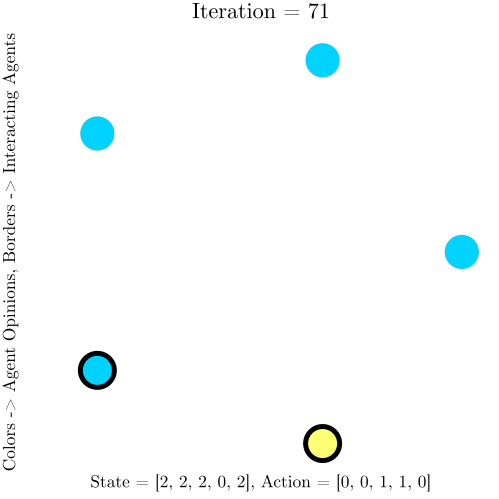 Iteration = 71
Colors -> Agent Opinions, Borders -> Interacting Agents
State = [2, 2, 2, 0, 2], Action = [0, 0, 1, 1, 0]